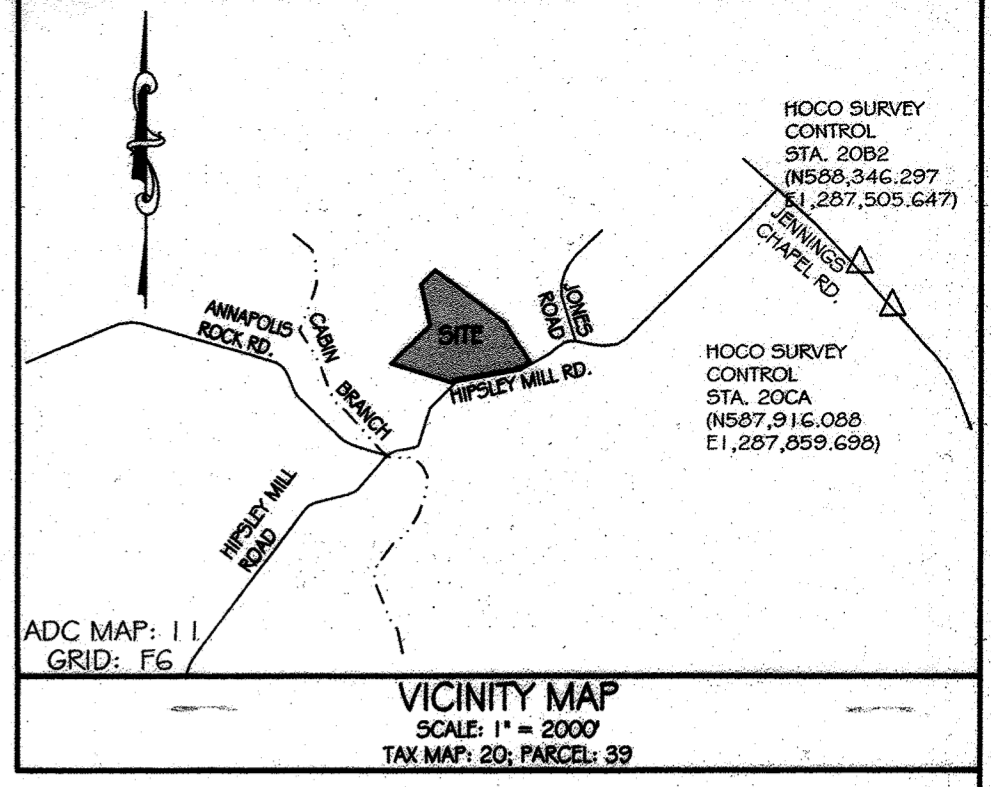 HOCO SURVEY
CONTROL
STA. 20B2
(N588,346.297
E1,287,505.647)
JENNINGS
CHAPEL RD.
ANNAPOLIS
ROCK RD.
CABIN
BRANCH
SITE
JONES
ROAD
HIPSLEY MILL RD.
HOCO SURVEY
CONTROL
STA. 20CA
(N587,916.088
E1,287,859.698)
HIPSLEY MILL
ROAD
ADC MAP: 11
GRID: F6
VICINITY MAP
SCALE: 1" = 2000'
TAX MAP: 20; PARCEL: 39